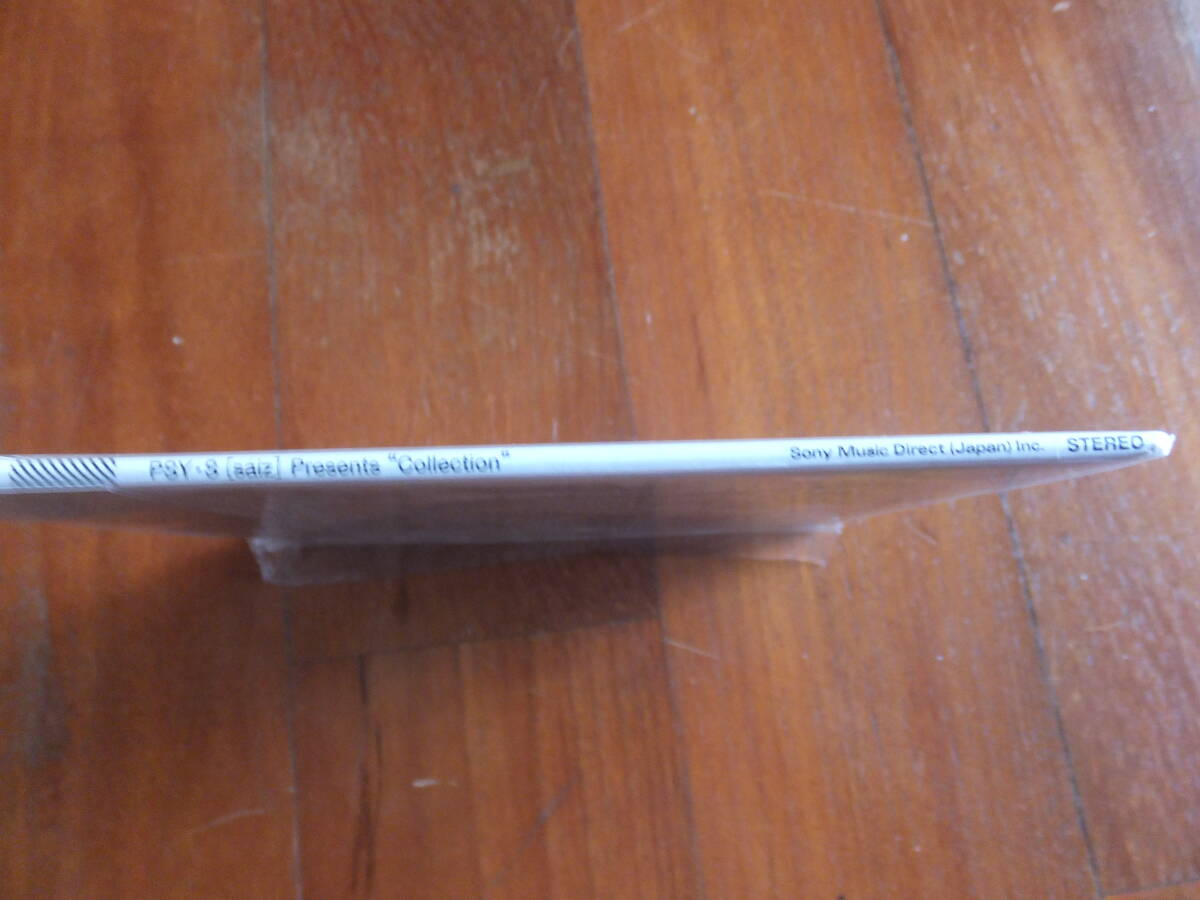 PSY・S [saiz] Presents "Collection" Sony Music Direct (Japan) Inc. STEREO